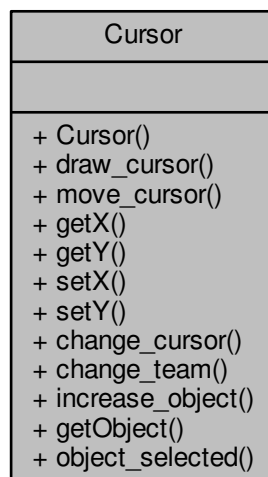 Cursor
+ Cursor()
+ draw_cursor()
+ move_cursor()
+ getX()
+ getY()
+ setX()
+ setY()
+ change_cursor()
+ change_team()
+ increase_object()
+ getObject()
+ object_selected()